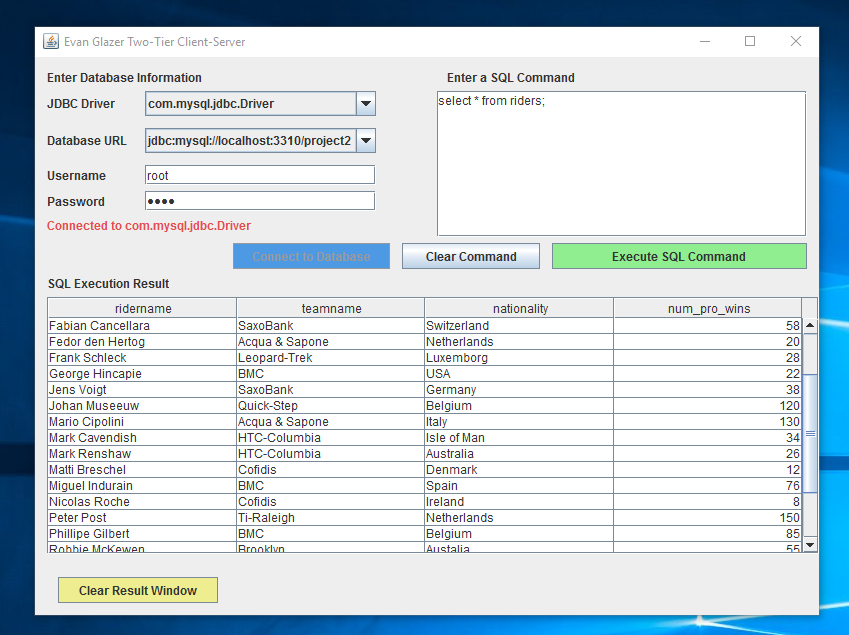 Evan Glazer Two-Tier Client-Server
Enter Database Information
Enter a SQL Command
JDBC Driver com.mysql.jdbc.Driver
select * from riders;
Database URL jdbc:mysql://localhost:3310/project2
Username root
Password ●●●●
Connected to com.mysql.jdbc.Driver
Connect to Database Clear Command Execute SQL Command
SQL Execution Result
ridername teamname nationality num_pro_wins
Fabian Cancellara SaxoBank Switzerland 58
Fedor den Hertog Acqua & Sapone Netherlands 20
Frank Schleck Leopard-Trek Luxemborg 28
George Hincapie BMC USA 22
Jens Voigt SaxoBank Germany 38
Johan Museeuw Quick-Step Belgium 120
Mario Cipolini Acqua & Sapone Italy 130
Mark Cavendish HTC-Columbia Isle of Man 34
Mark Renshaw HTC-Columbia Australia 26
Matti Breschel Cofidis Denmark 12
Miguel Indurain BMC Spain 76
Nicolas Roche Cofidis Ireland 8
Peter Post Ti-Raleigh Netherlands 150
Phillipe Gilbert BMC Belgium 85
Robbie McKewen Brooklyn Austalia 55
Clear Result Window